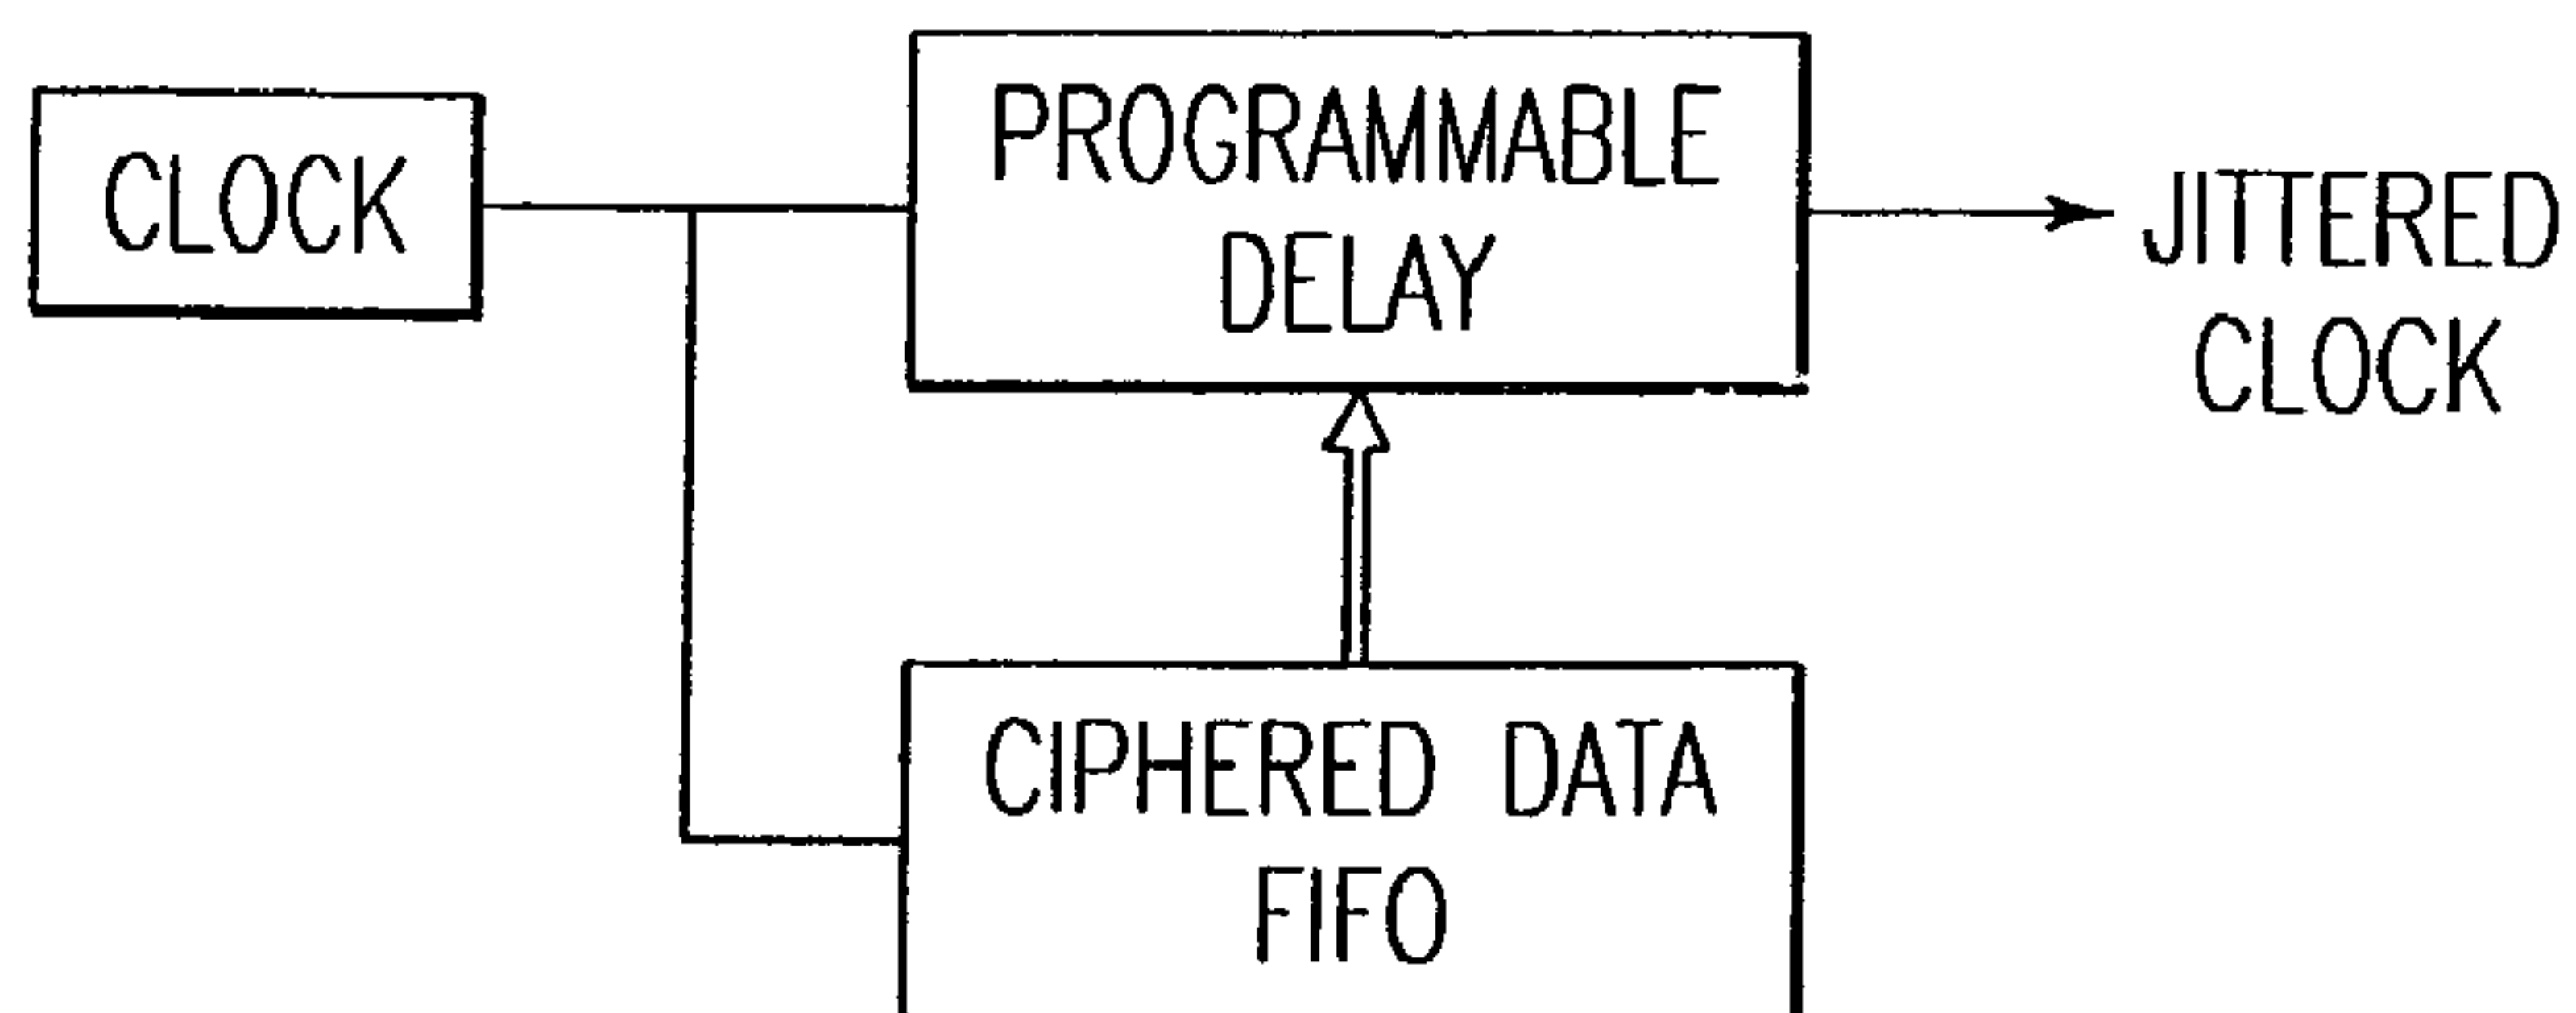 CLOCK
PROGRAMMABLE
DELAY
JITTERED
CLOCK
CIPHERED DATA
FIFO